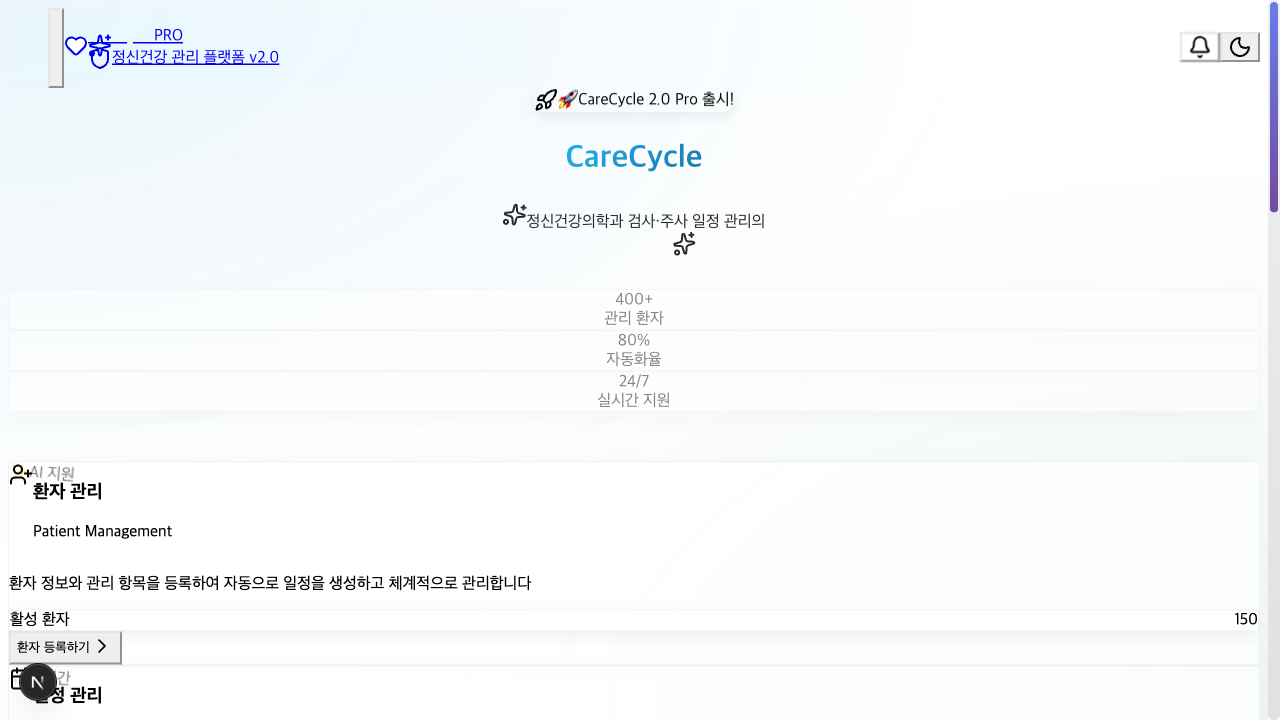 PRO
정신건강 관리 플랫폼 v2.0
🚀CareCycle 2.0 Pro 출시!
CareCycle
정신건강의학과 검사·주사 일정 관리의
400+
관리 환자
80%
자동화율
24/7
실시간 지원
AI 지원
환자 관리
Patient Management
환자 정보와 관리 항목을 등록하여 자동으로 일정을 생성하고 체계적으로 관리합니다
활성 환자 150
환자 등록하기
관리
N